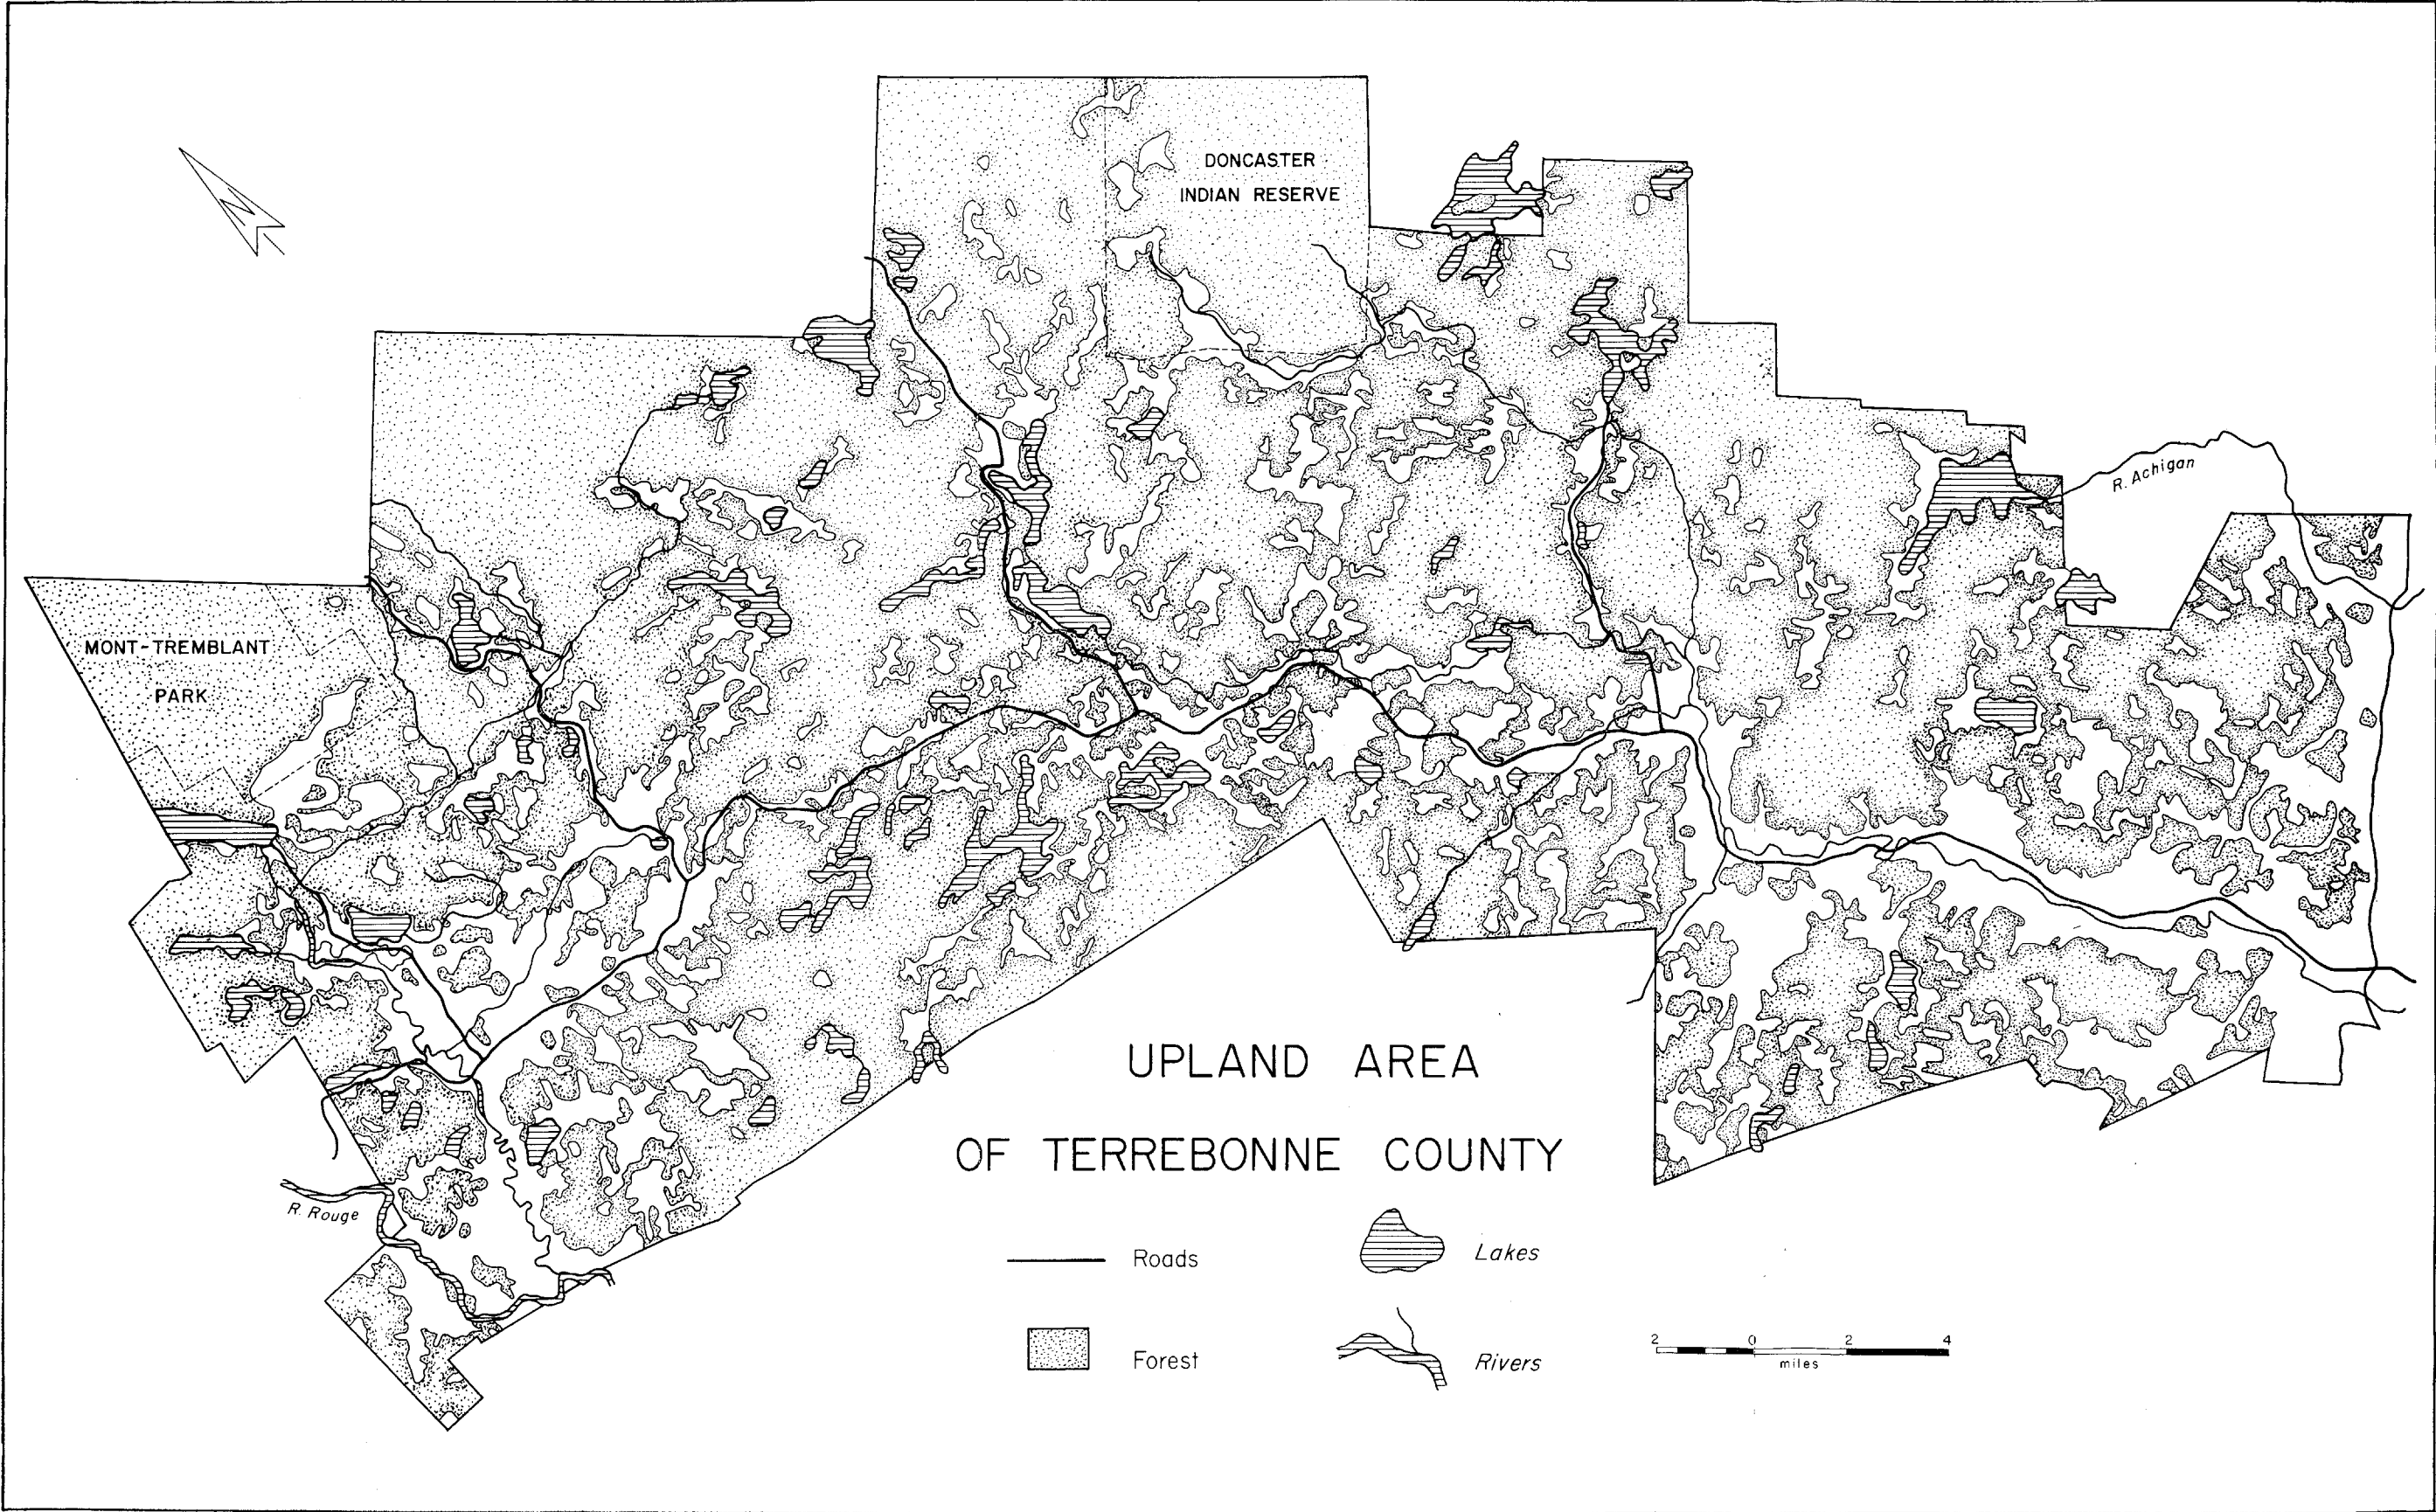 DONCASTER
INDIAN RESERVE
N
R. Achigan
MONT-TREMBLANT
PARK
UPLAND AREA
OF TERREBONNE COUNTY
R. Rouge
Roads
Lakes
Forest
Rivers
2 0 2 4
miles